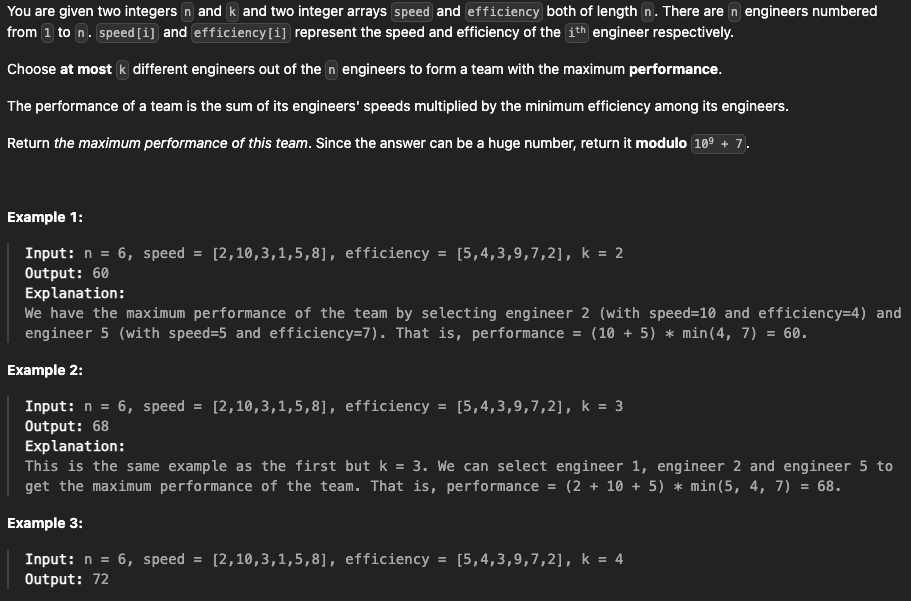 You are given two integers n and k and two integer arrays speed and efficiency both of length n. There are n engineers numbered
from 1 to n. speed[i] and efficiency[i] represent the speed and efficiency of the iᵗʰ engineer respectively.
Choose at most k different engineers out of the n engineers to form a team with the maximum performance.
The performance of a team is the sum of its engineers' speeds multiplied by the minimum efficiency among its engineers.
Return the maximum performance of this team. Since the answer can be a huge number, return it modulo 10⁹ + 7.
Example 1:
Input: n = 6, speed = [2,10,3,1,5,8], efficiency = [5,4,3,9,7,2], k = 2
Output: 60
Explanation:
We have the maximum performance of the team by selecting engineer 2 (with speed=10 and efficiency=4) and
engineer 5 (with speed=5 and efficiency=7). That is, performance = (10 + 5) * min(4, 7) = 60.
Example 2:
Input: n = 6, speed = [2,10,3,1,5,8], efficiency = [5,4,3,9,7,2], k = 3
Output: 68
Explanation:
This is the same example as the first but k = 3. We can select engineer 1, engineer 2 and engineer 5 to
get the maximum performance of the team. That is, performance = (2 + 10 + 5) * min(5, 4, 7) = 68.
Example 3:
Input: n = 6, speed = [2,10,3,1,5,8], efficiency = [5,4,3,9,7,2], k = 4
Output: 72